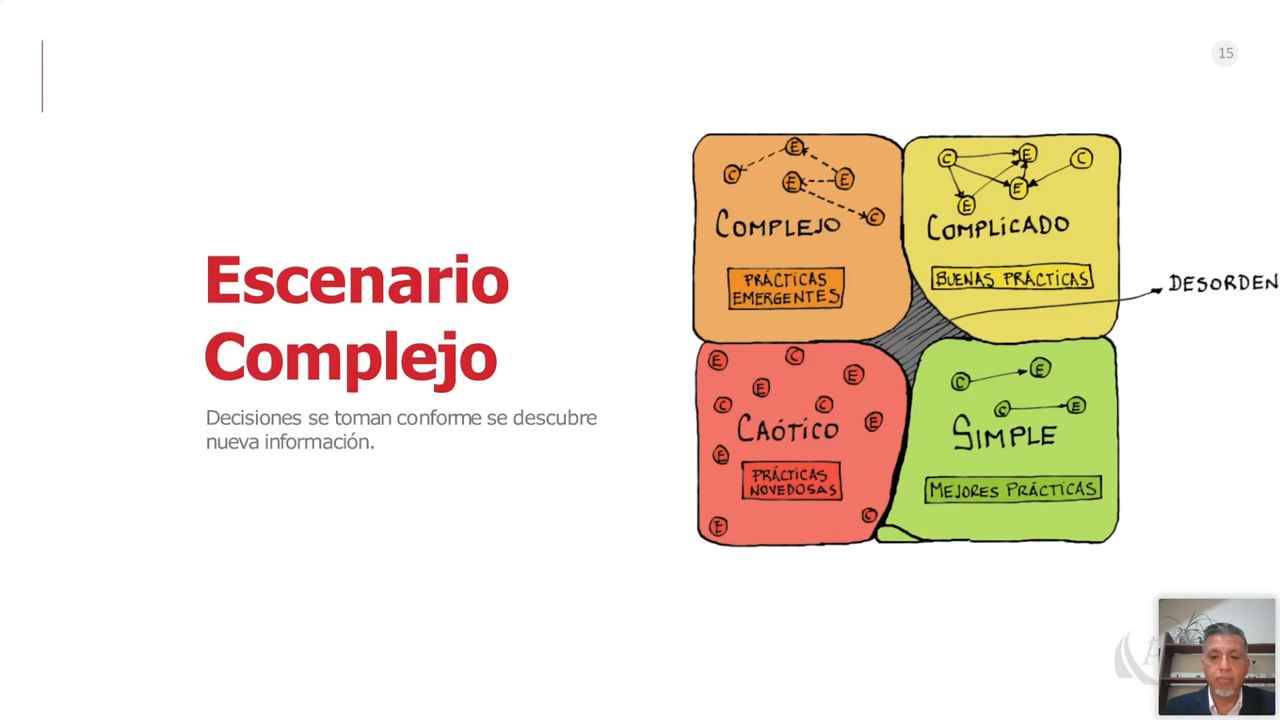 15
Escenario
Complejo
Decisiones se toman conforme se descubre
nueva información.
E
C
E
E
C
COMPLEJO
PRÁCTICAS
EMERGENTES
C
E
C
E
E
COMPLICADO
BUENAS PRÁCTICAS
DESORDEN
E
C
E
E
C
C
E
CAÓTICO
E
PRÁCTICAS
NOVEDOSAS
E
C
C
E
C
E
SIMPLE
MEJORES PRÁCTICAS